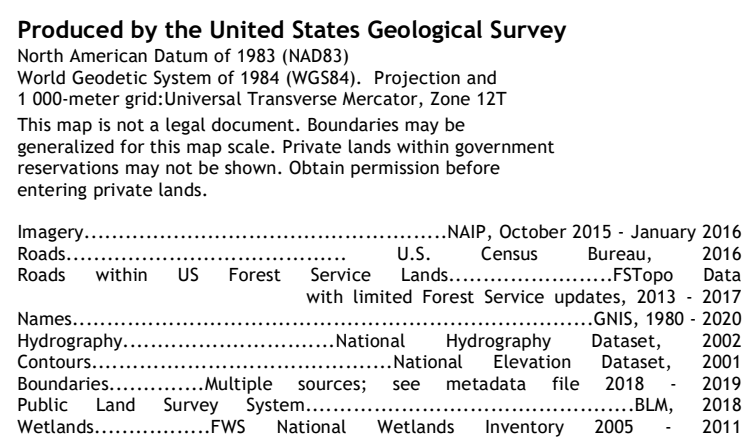 Produced by the United States Geological Survey
North American Datum of 1983 (NAD83)
World Geodetic System of 1984 (WGS84).  Projection and
1 000-meter grid:Universal Transverse Mercator, Zone 12T
This map is not a legal document. Boundaries may be
generalized for this map scale. Private lands within government
reservations may not be shown. Obtain permission before
entering private lands.
Imagery.....................................................NAIP, October 2015 - January 2016
Roads......................................... U.S. Census Bureau, 2016
Roads within US Forest Service Lands........................FSTopo Data
with limited Forest Service updates, 2013 - 2017
Names............................................................................GNIS, 1980 - 2020
Hydrography...............................National Hydrography Dataset, 2002
Contours............................................National Elevation Dataset, 2001
Boundaries..............Multiple sources; see metadata file 2018 - 2019
Public Land Survey System................................................BLM, 2018
Wetlands.................FWS National Wetlands Inventory 2005 - 2011